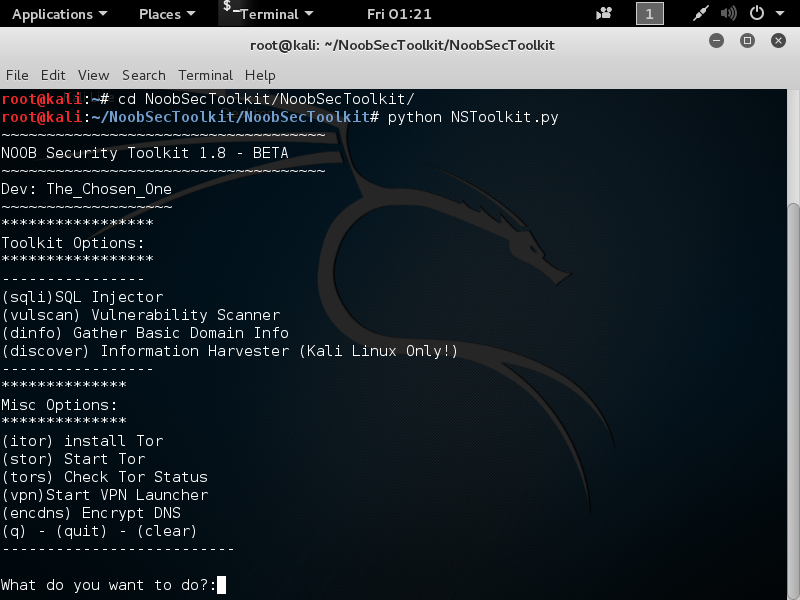 Applications Places $_ Terminal Fri 01:21 1
root@kali: ~/NoobSecToolkit/NoobSecToolkit
File Edit View Search Terminal Help
root@kali:~# cd NoobSecToolkit/NoobSecToolkit/
root@kali:~/NoobSecToolkit/NoobSecToolkit# python NSToolkit.py
~~~~~~~~~~~~~~~~~~~~~~~~~~~~~~~~~~~~
NOOB Security Toolkit 1.8 - BETA
~~~~~~~~~~~~~~~~~~~~~~~~~~~~~~~~~~~~
Dev: The_Chosen_One
~~~~~~~~~~~~~~~~~~~
*****************
Toolkit Options:
*****************
----------------
(sqli)SQL Injector
(vulscan) Vulnerability Scanner
(dinfo) Gather Basic Domain Info
(discover) Information Harvester (Kali Linux Only!)
-----------------
**************
Misc Options:
**************
(itor) install Tor
(stor) Start Tor
(tors) Check Tor Status
(vpn)Start VPN Launcher
(encdns) Encrypt DNS
(q) - (quit) - (clear)
--------------------------
What do you want to do?: